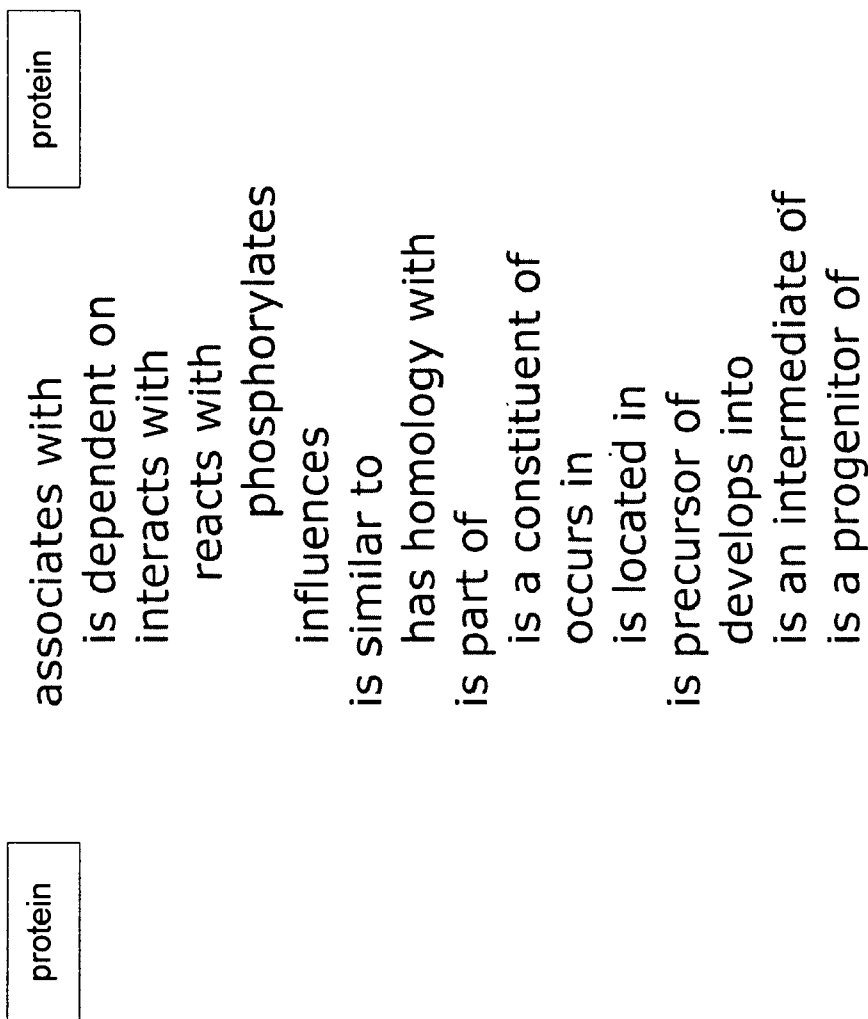 protein
protein
associates with
is dependent on
interacts with
reacts with
phosphorylates
influences
is similar to
has homology with
is part of
is a constituent of
occurs in
is located in
is precursor of
develops into
is an intermediate of
is a progenitor of